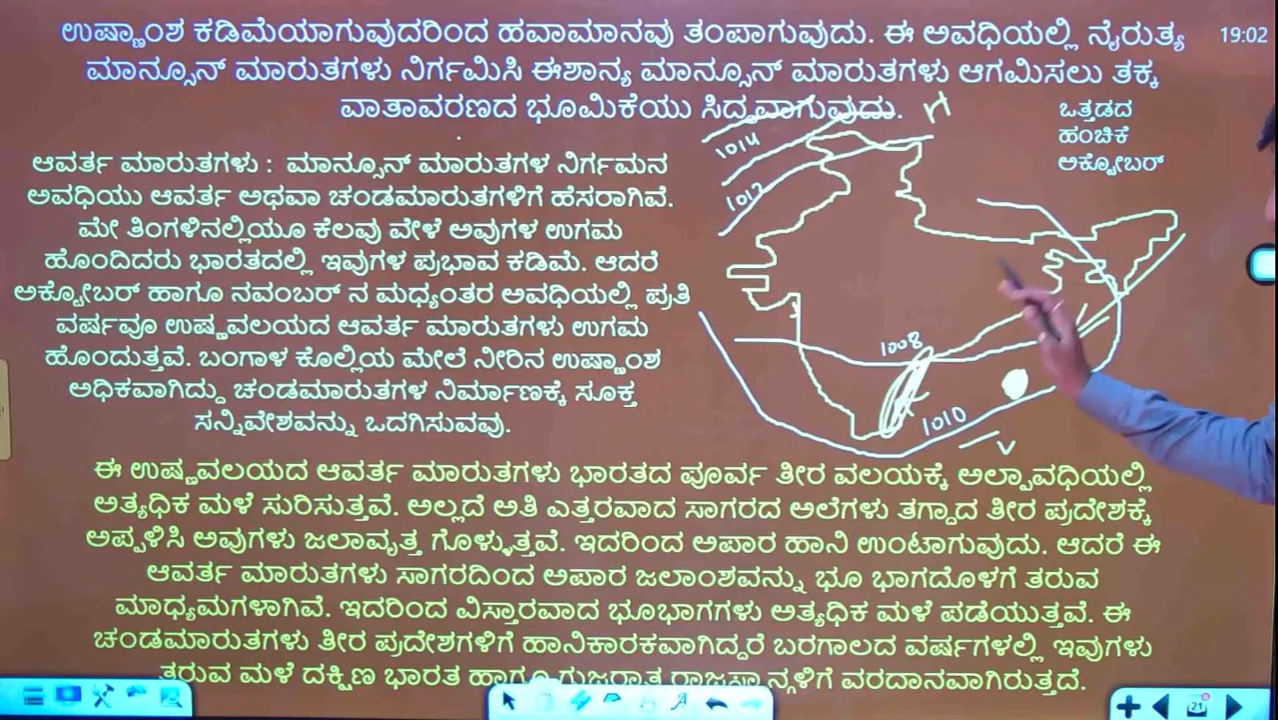 ಉಷ್ಣಾಂಶ ಕಡಿಮೆಯಾಗುವುದರಿಂದ ಹವಾಮಾನವು ತಂಪಾಗುವುದು. ಈ ಅವಧಿಯಲ್ಲಿ ನೈರುತ್ಯ
19:02
ಮಾನ್ಸೂನ್ ಮಾರುತಗಳು ನಿರ್ಗಮಿಸಿ ಈಶಾನ್ಯ ಮಾನ್ಸೂನ್ ಮಾರುತಗಳು ಆಗಮಿಸಲು ತಕ್ಕ
ವಾತಾವರಣದ ಭೂಮಿಕೆಯು ಸಿದ್ಧವಾಗುವುದು.
H
ಒತ್ತಡದ
ಹಂಚಿಕೆ
ಅಕ್ಟೋಬರ್
1014
1012
1008
1010
ಆವರ್ತ ಮಾರುತಗಳು : ಮಾನ್ಸೂನ್ ಮಾರುತಗಳ ನಿರ್ಗಮನ
ಅವಧಿಯು ಆವರ್ತ ಅಥವಾ ಚಂಡಮಾರುತಗಳಿಗೆ ಹೆಸರಾಗಿವೆ.
ಮೇ ತಿಂಗಳಿನಲ್ಲಿಯೂ ಕೆಲವು ವೇಳೆ ಅವುಗಳ ಉಗಮ
ಹೊಂದಿದರು ಭಾರತದಲ್ಲಿ ಇವುಗಳ ಪ್ರಭಾವ ಕಡಿಮೆ. ಆದರೆ
ಅಕ್ಟೋಬರ್ ಹಾಗೂ ನವಂಬರ್ ನ ಮಧ್ಯಂತರ ಅವಧಿಯಲ್ಲಿ ಪ್ರತಿ
ವರ್ಷವೂ ಉಷ್ಣವಲಯದ ಆವರ್ತ ಮಾರುತಗಳು ಉಗಮ
ಹೊಂದುತ್ತವೆ. ಬಂಗಾಳ ಕೊಲ್ಲಿಯ ಮೇಲೆ ನೀರಿನ ಉಷ್ಣಾಂಶ
ಅಧಿಕವಾಗಿದ್ದು ಚಂಡಮಾರುತಗಳ ನಿರ್ಮಾಣಕ್ಕೆ ಸೂಕ್ತ
ಸನ್ನಿವೇಶವನ್ನು ಒದಗಿಸುವವು.
ಈ ಉಷ್ಣವಲಯದ ಆವರ್ತ ಮಾರುತಗಳು ಭಾರತದ ಪೂರ್ವ ತೀರ ವಲಯಕ್ಕೆ ಅಲ್ಪಾವಧಿಯಲ್ಲಿ
ಅತ್ಯಧಿಕ ಮಳೆ ಸುರಿಸುತ್ತವೆ. ಅಲ್ಲದೆ ಅತಿ ಎತ್ತರವಾದ ಸಾಗರದ ಅಲೆಗಳು ತಗ್ಗಾದ ತೀರ ಪ್ರದೇಶಕ್ಕೆ
ಅಪ್ಪಳಿಸಿ ಅವುಗಳು ಜಲಾವೃತ್ತ ಗೊಳ್ಳುತ್ತವೆ. ಇದರಿಂದ ಅಪಾರ ಹಾನಿ ಉಂಟಾಗುವುದು. ಆದರೆ ಈ
ಆವರ್ತ ಮಾರುತಗಳು ಸಾಗರದಿಂದ ಅಪಾರ ಜಲಾಂಶವನ್ನು ಭೂ ಭಾಗದೊಳಗೆ ತರುವ
ಮಾಧ್ಯಮಗಳಾಗಿವೆ. ಇದರಿಂದ ವಿಸ್ತಾರವಾದ ಭೂಭಾಗಗಳು ಅತ್ಯಧಿಕ ಮಳೆ ಪಡೆಯುತ್ತವೆ. ಈ
ಚಂಡಮಾರುತಗಳು ತೀರ ಪ್ರದೇಶಗಳಿಗೆ ಹಾನಿಕಾರಕವಾಗಿದ್ದರೆ ಬರಗಾಲದ ವರ್ಷಗಳಲ್ಲಿ ಇವುಗಳು
ತರುವ ಮಳೆ ದಕ್ಷಿಣ ಭಾರತ ಹಾಗೂ ಗುಜರಾತ ರಾಜಸ್ಥಾನ್ಗಳಿಗೆ ವರದಾನವಾಗಿರುತ್ತದೆ.
21